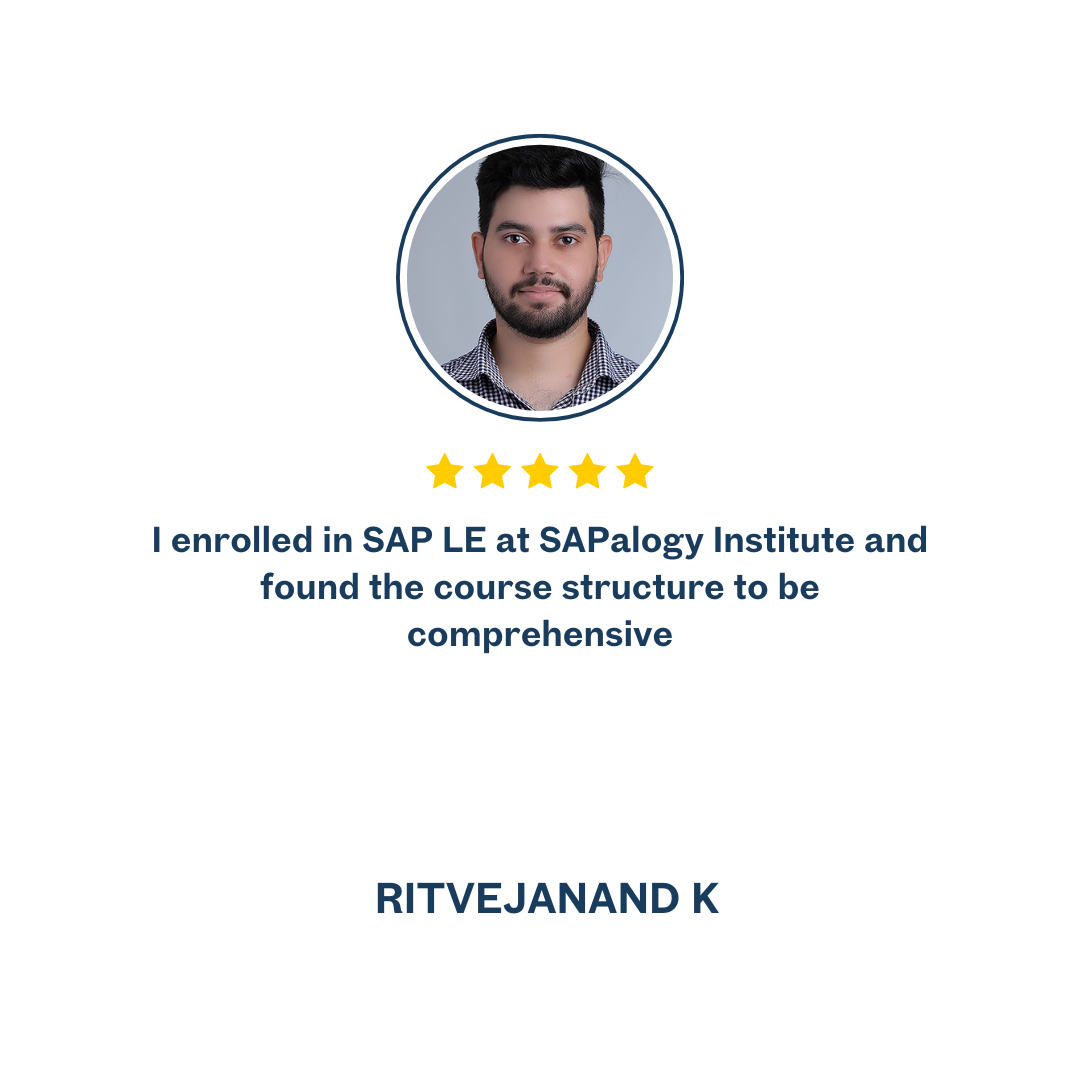 I enrolled in SAP LE at SAPalogy Institute and
found the course structure to be
comprehensive
RITVEJANAND K